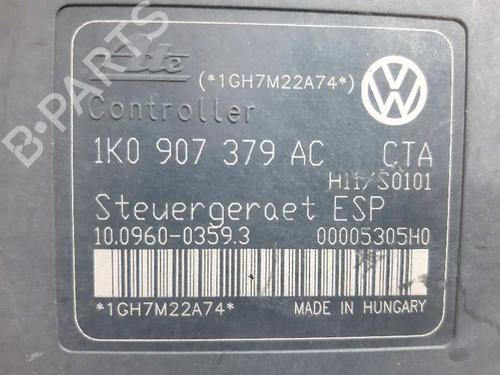 Ate
(*1GH7M22A74*)
Controller
1K0 907 379 AC CTA
H11/S0101
Steuergeraet ESP
10.0960-0359.3 00005305H0
*1GH7M22A74* MADE IN HUNGARY
B-PARTS